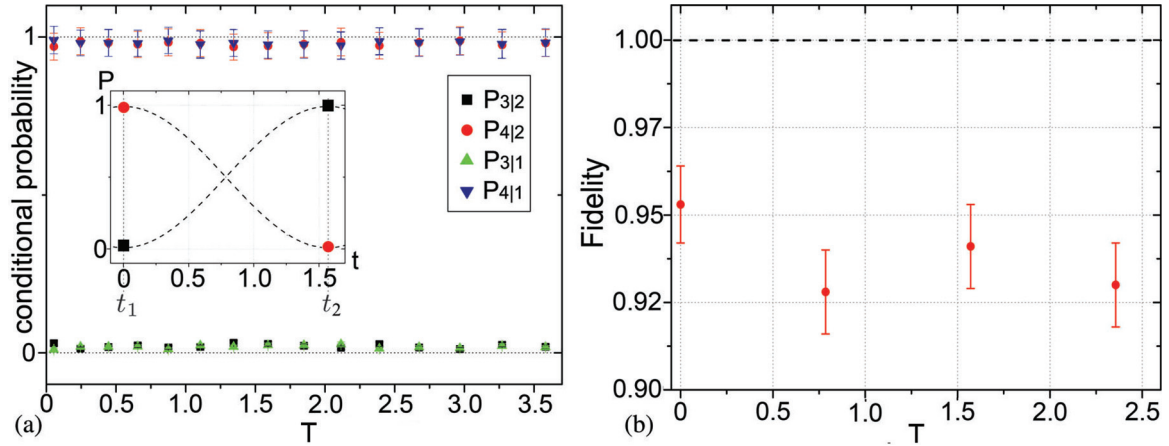 conditional probability
1
0
P
1
0
0 0.5 1.0 1.5 t
t1 t2
P3|2
P4|2
P3|1
P4|1
0 0.5 1.0 1.5 2.0 2.5 3.0 3.5
(a) T
Fidelity
1.00
0.97
0.95
0.92
0.90
0 0.5 1.0 1.5 2.0 2.5
(b) T